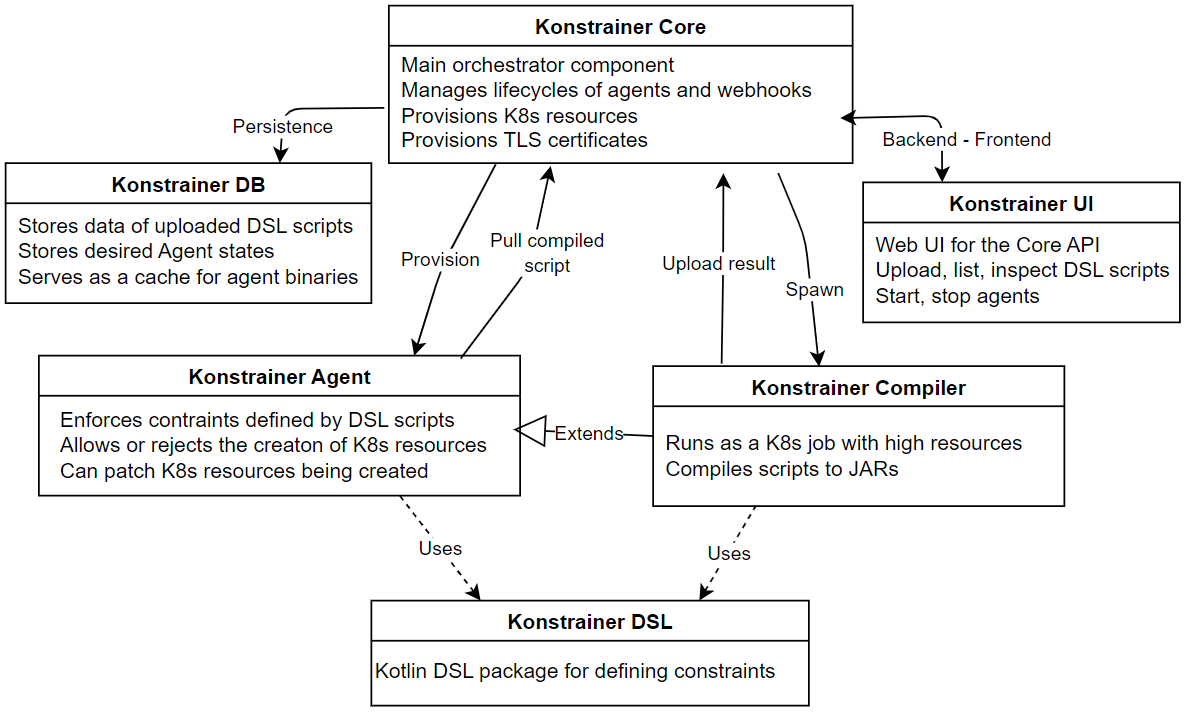 Konstrainer Core
Main orchestrator component
Manages lifecycles of agents and webhooks
Provisions K8s resources
Provisions TLS certificates
Persistence
Backend - Frontend
Konstrainer DB
Stores data of uploaded DSL scripts
Stores desired Agent states
Serves as a cache for agent binaries
Konstrainer UI
Web UI for the Core API
Upload, list, inspect DSL scripts
Start, stop agents
Provision
Pull compiled
script
Upload result
Spawn
Konstrainer Agent
Enforces contraints defined by DSL scripts
Allows or rejects the creaton of K8s resources
Can patch K8s resources being created
Extends
Konstrainer Compiler
Runs as a K8s job with high resources
Compiles scripts to JARs
Uses
Uses
Konstrainer DSL
Kotlin DSL package for defining constraints